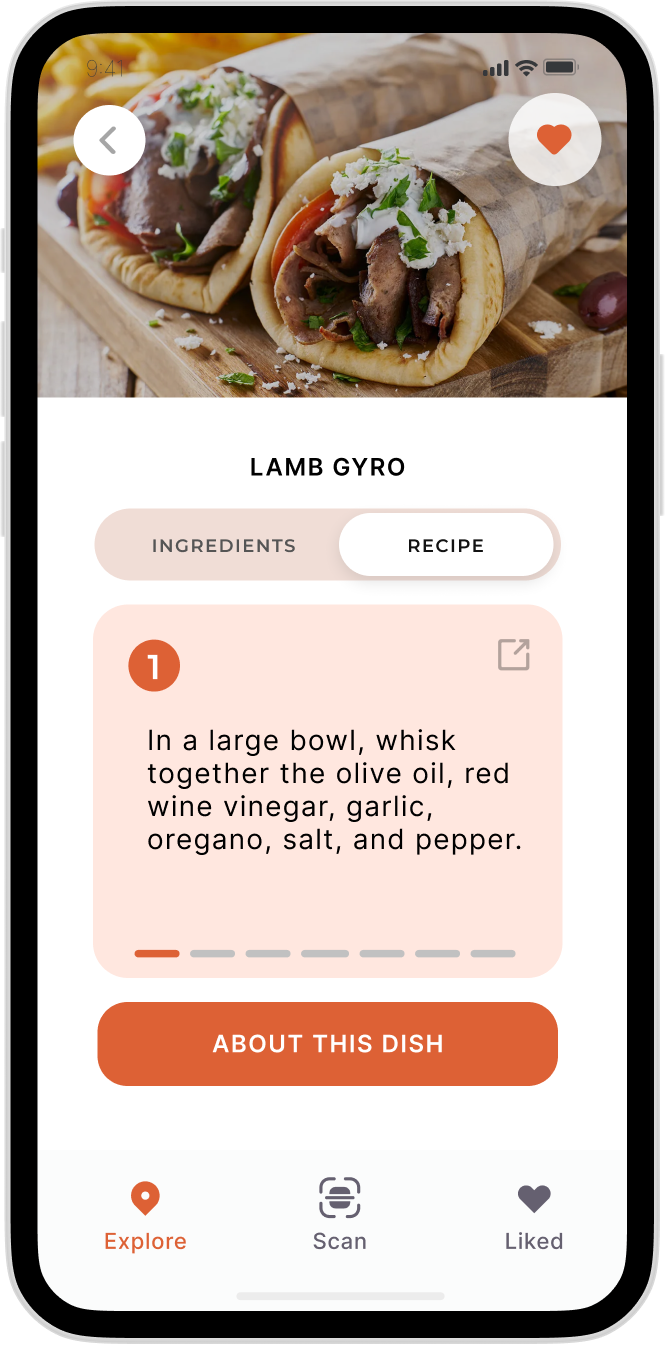 9:41
LAMB GYRO
INGREDIENTS
RECIPE
1
In a large bowl, whisk
together the olive oil, red
wine vinegar, garlic,
oregano, salt, and pepper.
ABOUT THIS DISH
Explore
Scan
Liked